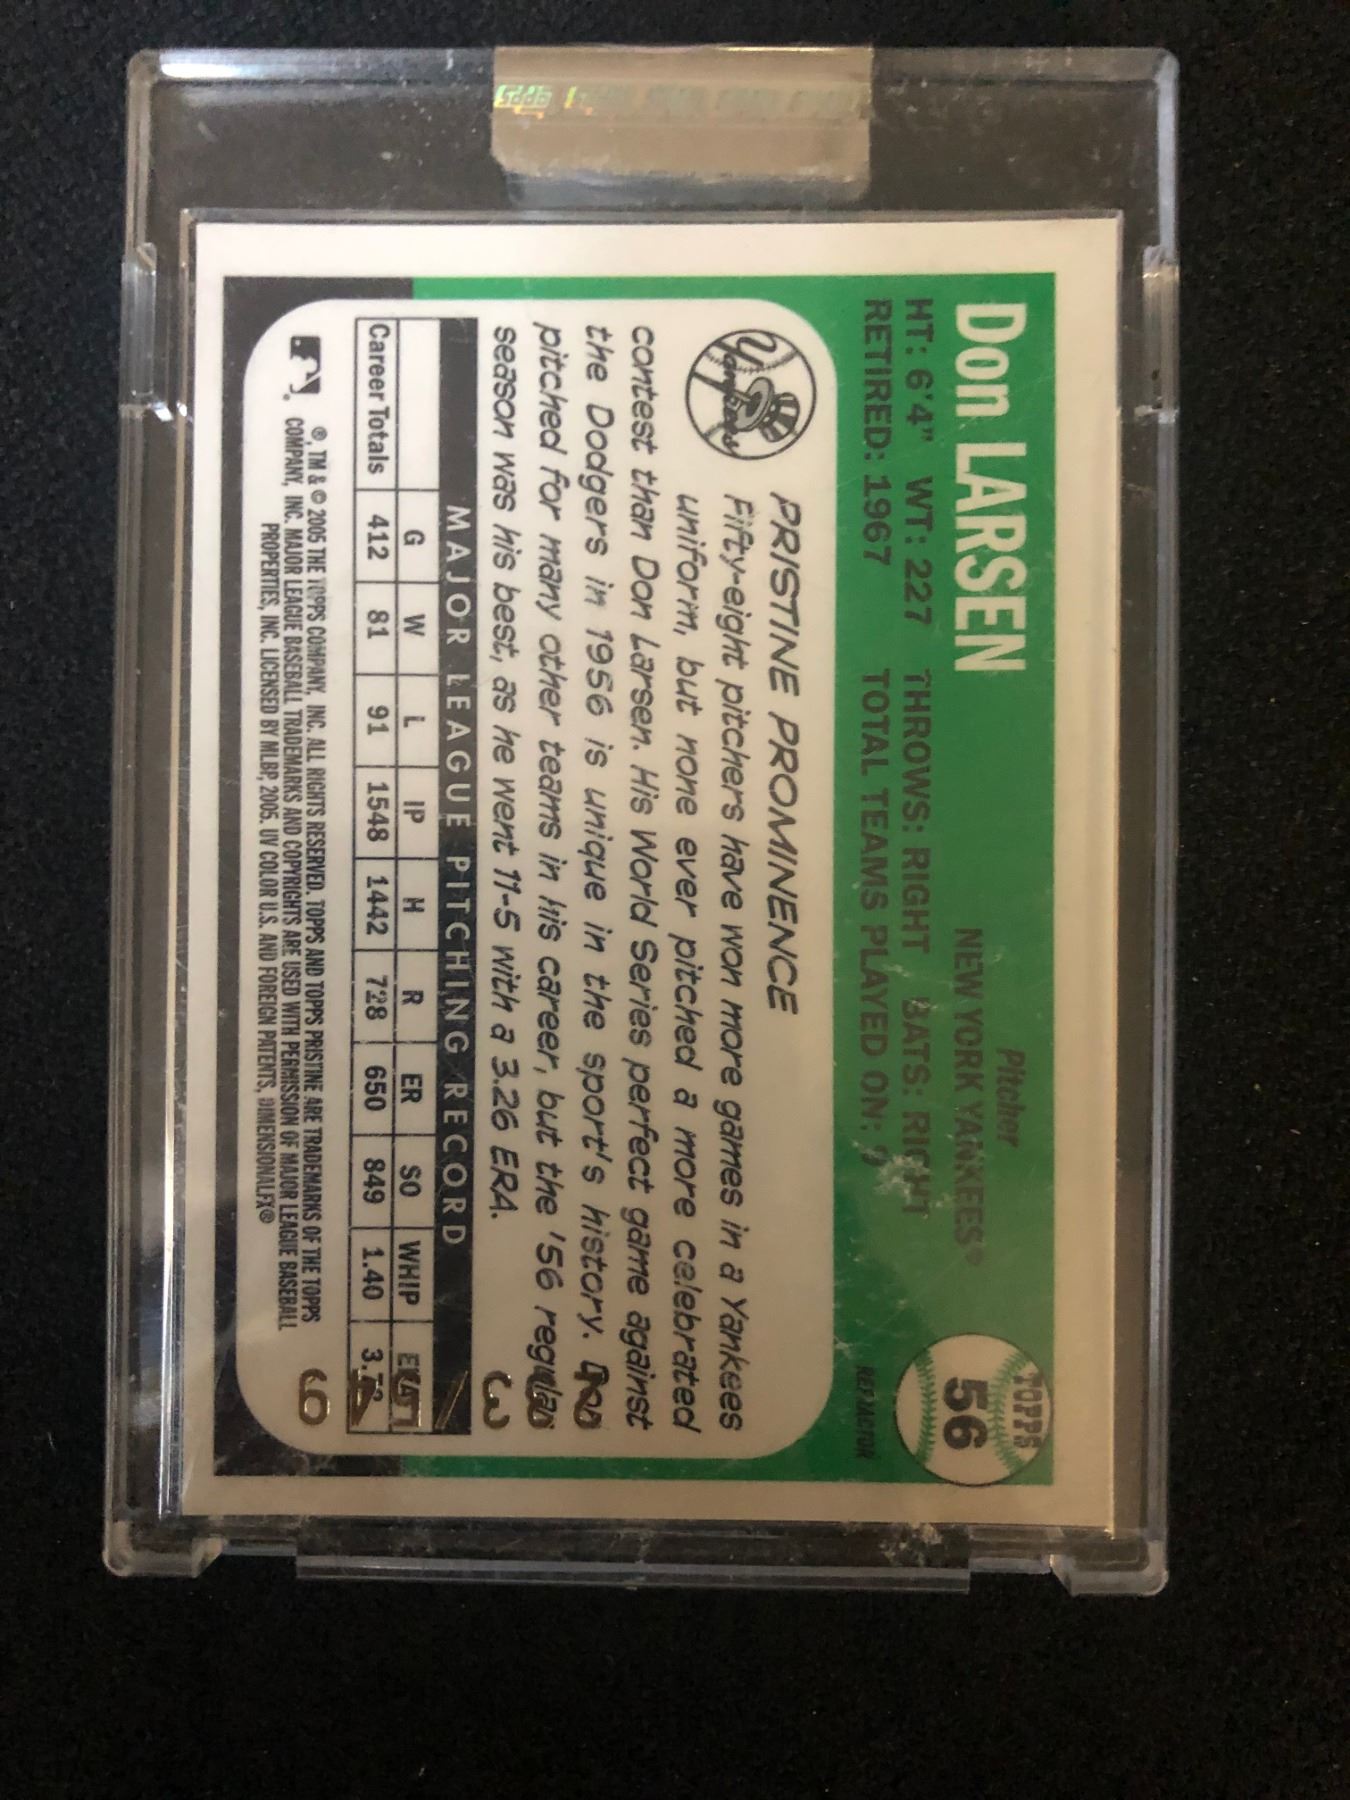 Don LARSEN
Pitcher
NEW YORK YANKEES®
TOPPS
56
HT: 6'4" WT: 227 THROWS: RIGHT BATS: RIGHT
RETIRED: 1967 TOTAL TEAMS PLAYED ON:
REFRACTOR
Yankees
PRISTINE PROMINENCE
Fifty-eight pitchers have won more games in a Yankees
uniform, but none ever pitched a more celebrated
contest than Don Larsen. His World Series perfect game against
the Dodgers in 1956 is unique in the sport's history.
pitched for many other teams in his career, but the '56 regular
season was his best, as he went 11-5 with a 3.26 ERA.
MAJOR LEAGUE PITCHING RECORD
G W L IP H R ER SO WHIP
Career Totals 412 81 91 1548 1442 728 650 849 1.40
®, TM & © 2005 THE TOPPS COMPANY, INC. ALL RIGHTS RESERVED. TOPPS AND TOPPS PRISTINE ARE TRADEMARKS OF THE TOPPS
COMPANY, INC. MAJOR LEAGUE BASEBALL TRADEMARKS AND COPYRIGHTS ARE USED WITH PERMISSION OF MAJOR LEAGUE BASEBALL
PROPERTIES, INC. LICENSED BY MLBP, 2005. UV COLOR U.S. AND FOREIGN PATENTS, DIMENSIONALFX®